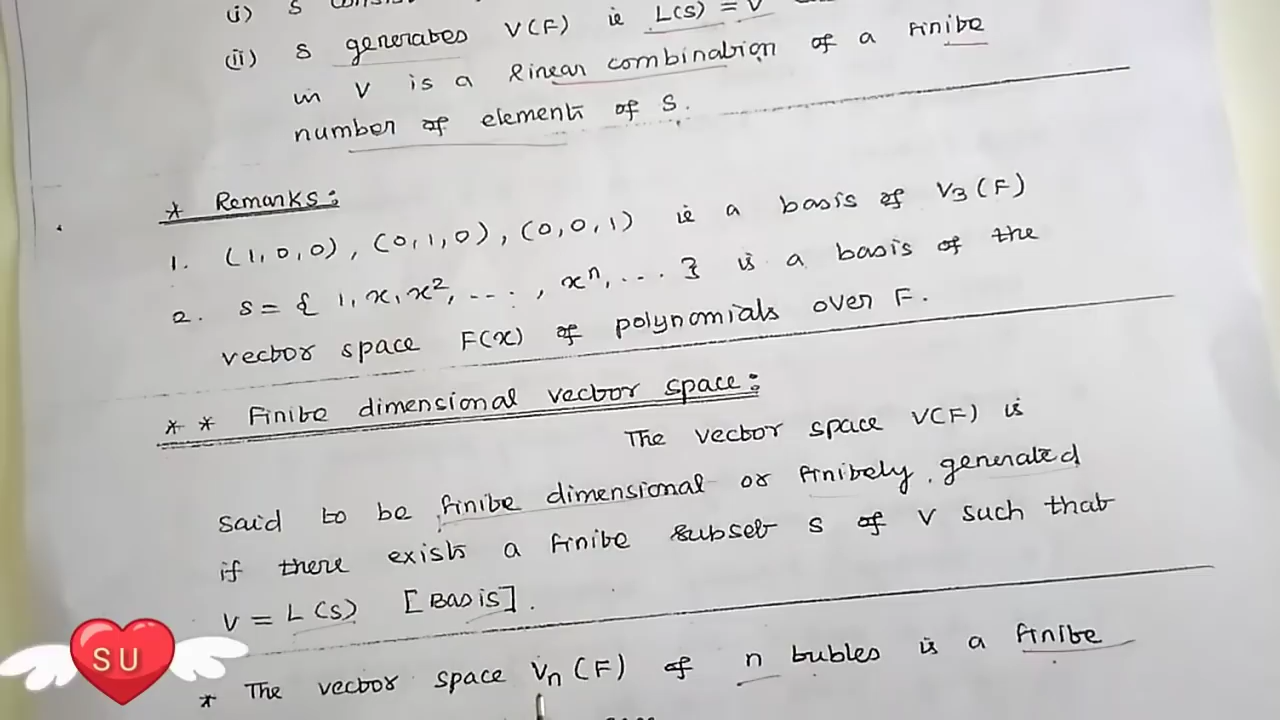 (i) S
(ii) S generates V(F) ie L(S) = V
in V is a linear combination of a finite
number of elements of S.
* Remarks:
1. (1,0,0), (0,1,0), (0,0,1) is a basis of V3(F)
2. S = { 1, x, x², ..., xⁿ, ... } is a basis of the
vector space F(x) of polynomials over F.
** Finite dimensional vector space:
The vector space V(F) is
said to be finite dimensional or finitely generated
if there exists a finite subset S of V such that
V = L(S) [Basis].
* The vector space Vn(F) of n tubles is a finite
SU